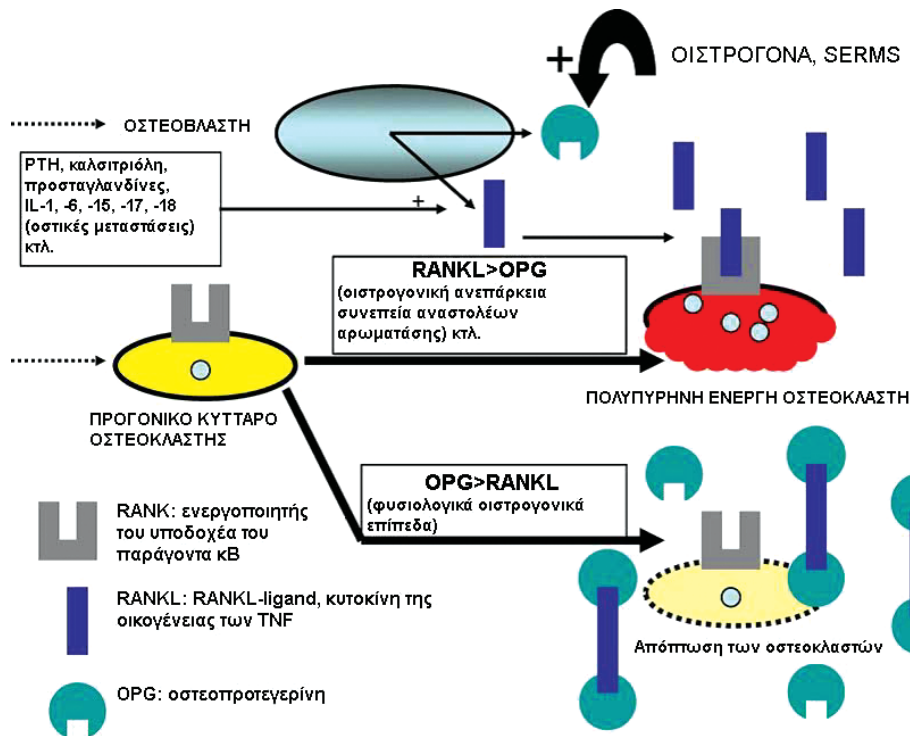 +
ΟΙΣΤΡΟΓΟΝΑ, SERMS
ΟΣΤΕΟΒΛΑΣΤΗ
PTH, καλσιτριόλη,
προσταγλανδίνες,
IL-1, -6, -15, -17, -18
(οστικές μεταστάσεις)
κτλ.
+
RANKL>OPG
(οιστρογονική ανεπάρκεια
συνεπεία αναστολέων
αρωματάσης) κτλ.
ΠΡΟΓΟΝΙΚΟ ΚΥΤΤΑΡΟ
ΟΣΤΕΟΚΛΑΣΤΗΣ
ΠΟΛΥΠΥΡΗΝΗ ΕΝΕΡΓΗ ΟΣΤΕΟΚΛΑΣΤΗ
OPG>RANKL
(φυσιολογικά οιστρογονικά
επίπεδα)
RANK: ενεργοποιητής
του υποδοχέα του
παράγοντα κΒ
RANKL: RANKL-ligand, κυτοκίνη της
οικογένειας των TNF
OPG: οστεοπροτεγερίνη
Απόπτωση των οστεοκλαστών